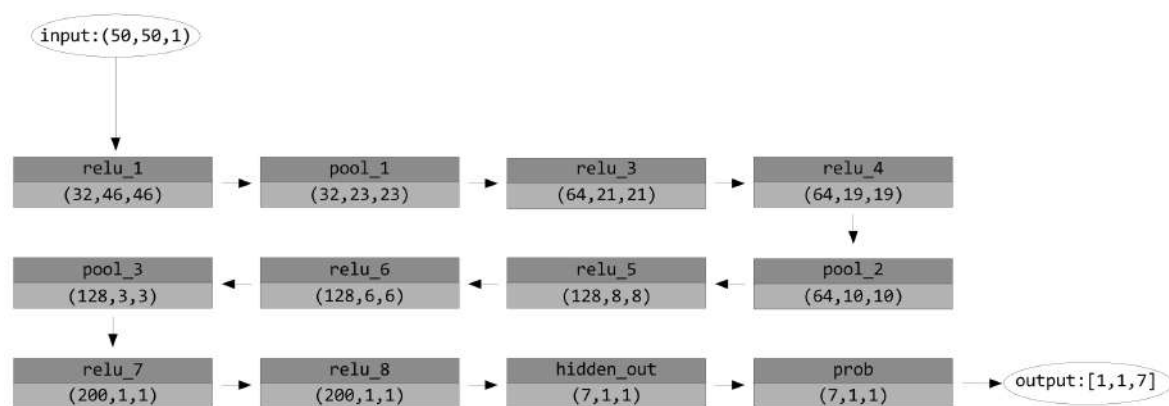 input:(50,50,1)
relu_1
(32,46,46)
pool_1
(32,23,23)
relu_3
(64,21,21)
relu_4
(64,19,19)
pool_2
(64,10,10)
relu_5
(128,8,8)
relu_6
(128,6,6)
pool_3
(128,3,3)
relu_7
(200,1,1)
relu_8
(200,1,1)
hidden_out
(7,1,1)
prob
(7,1,1)
output:[1,1,7]